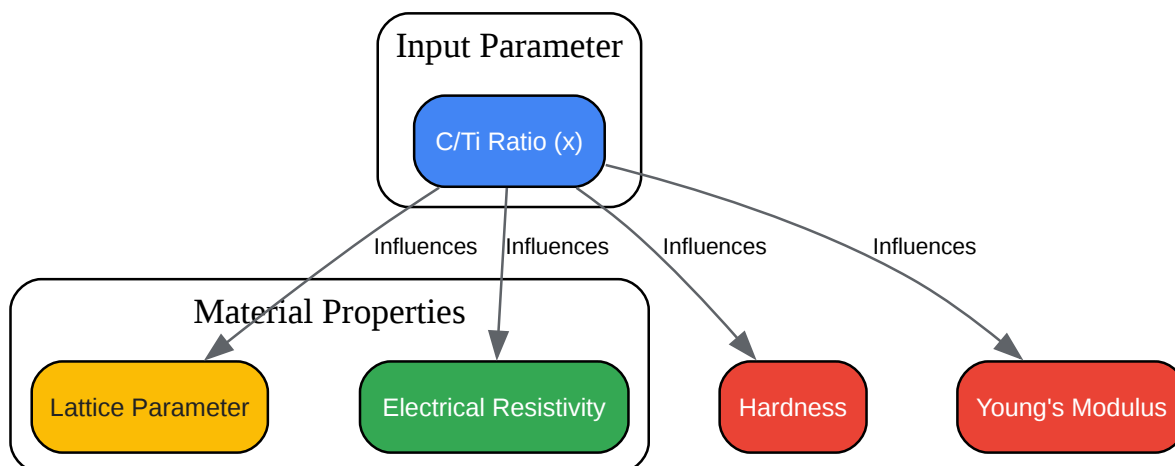 Input Parameter
C/Ti Ratio (x)
Influences
Influences
Influences
Influences
Material Properties
Lattice Parameter
Electrical Resistivity
Hardness
Young's Modulus